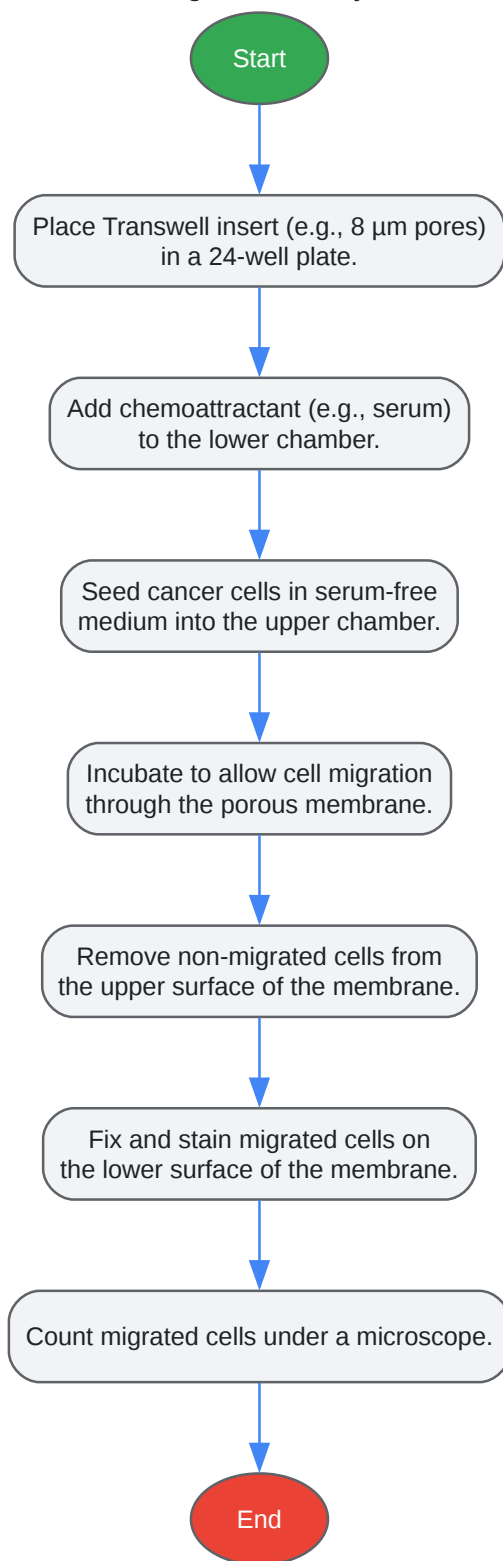 Start
Place Transwell insert (e.g., 8 µm pores)
in a 24-well plate.
Add chemoattractant (e.g., serum)
to the lower chamber.
Seed cancer cells in serum-free
medium into the upper chamber.
Incubate to allow cell migration
through the porous membrane.
Remove non-migrated cells from
the upper surface of the membrane.
Fix and stain migrated cells on
the lower surface of the membrane.
Count migrated cells under a microscope.
End